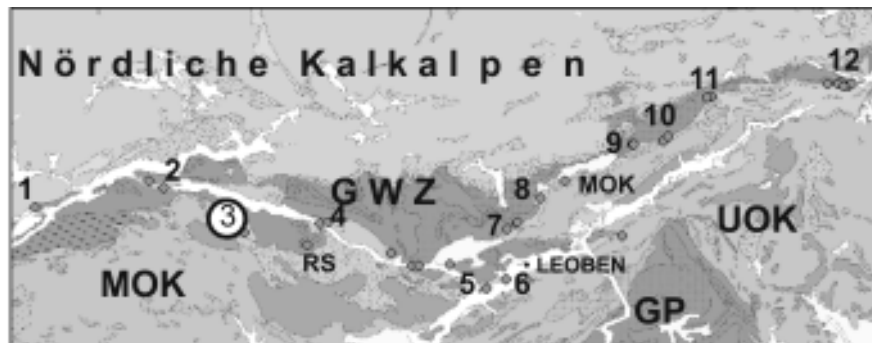 Nördliche Kalkalpen
12
11
10
9
MOK
8
1
2
GWZ
7
UOK
3
4
RS
LEOBEN
MOK
5
6
GP